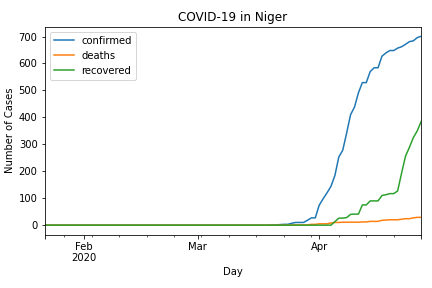 COVID-19 in Niger
confirmed
deaths
recovered
Number of Cases
700
600
500
400
300
200
100
0
Feb
2020
Mar
Apr
Day